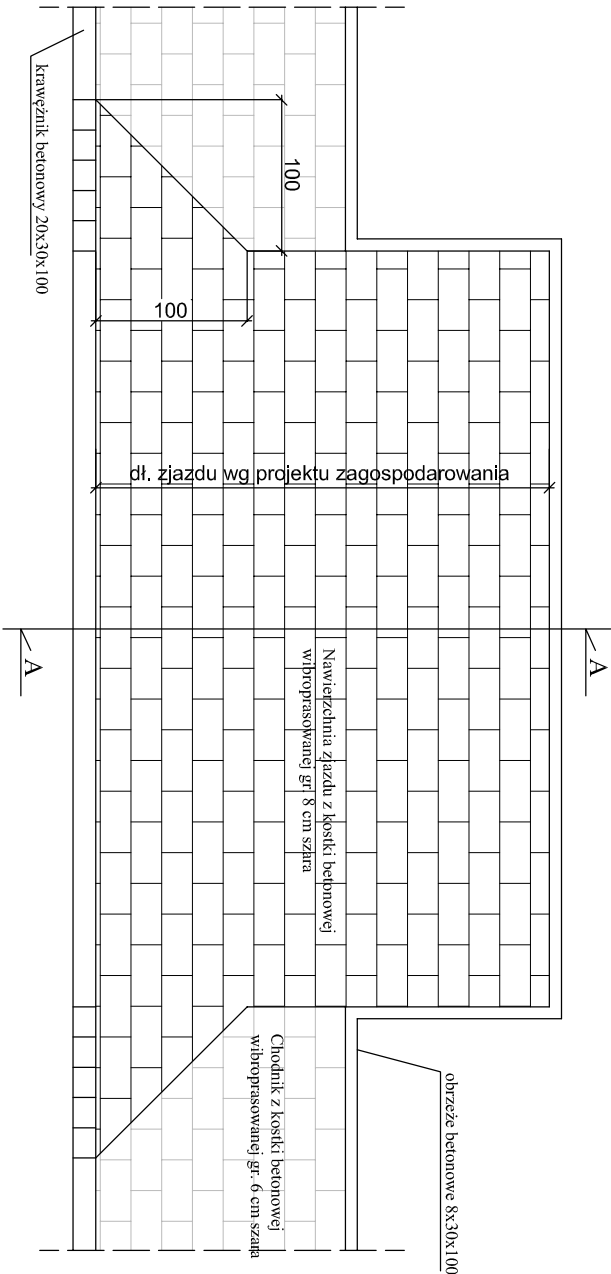 krawężnik betonowy 20x30x100
100
100
dł. zjazdu wg projektu zagospodarowania
A
A
Nawierzchnia zjazdu z kostki betonowej
wibroprasowanej gr. 8 cm szara
Chodnik z kostki betonowej
wibroprasowanej gr. 6 cm szara
obrzeże betonowe 8x30x100